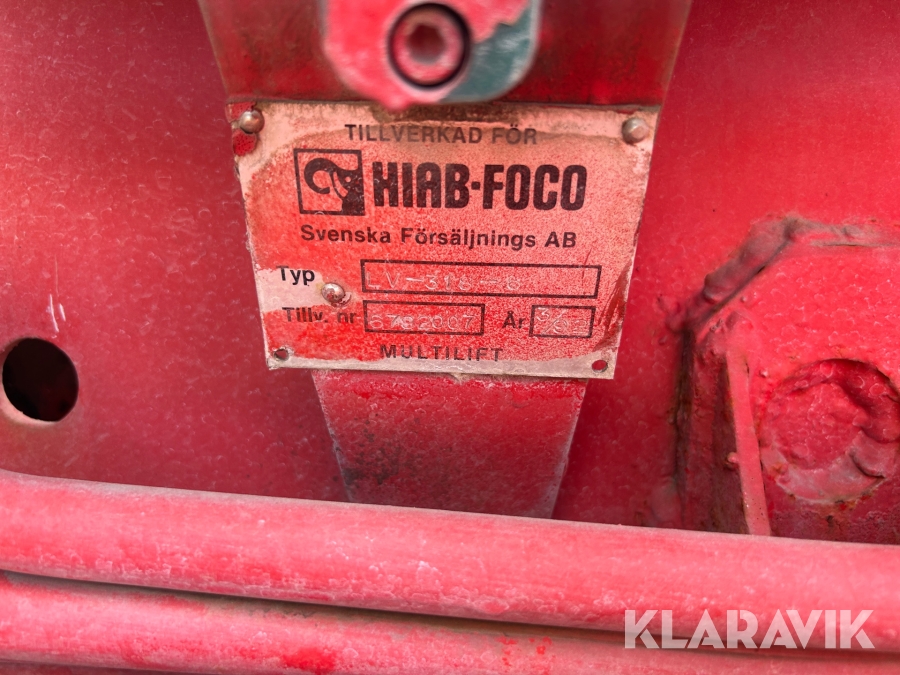 TILLVERKAD FÖR
HIAB-FOCO
Svenska Försäljnings AB
Typ
Tillv. nr År
MULTILIFT
KLARAVIK